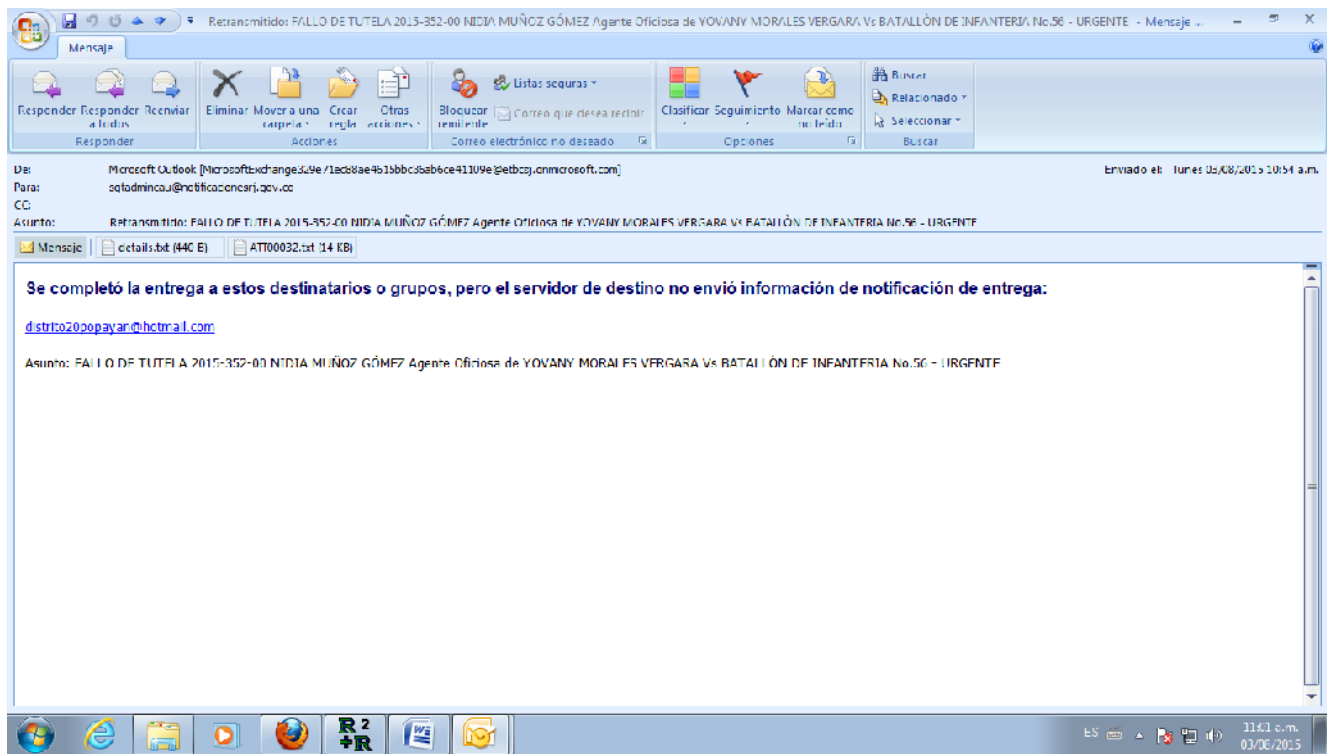 Retransmitido: FALLO DE TUTELA 2015-352-00 NIDIA MUÑOZ GÓMEZ Agente Oficiosa de YOVANY MORALES VERGARA Vs BATALLÒN DE INFANTERIA No.56 - URGENTE - Mensaje ...
Mensaje
Responder Responder a todos Reenviar Eliminar Mover a una carpeta Crear regla Otras acciones Bloquear remitente Listas seguras Correo que desea recibir Clasificar Seguimiento Marcar como no leído Buscar Relacionado Seleccionar
Responder Acciones Correo electrónico no deseado Opciones Buscar
De: Microsoft Outlook
Enviado el: lunes 03/08/2015 10:54 a.m.
Para: sgtadmincau@notificacionesrj.gov.co
CC:
Asunto: Retransmitido: FALLO DE TUTELA 2015-352-00 NIDIA MUÑOZ GÓMEZ Agente Oficiosa de YOVANY MORALES VERGARA Vs BATALLÒN DE INFANTERIA No.56 - URGENTE
Mensaje details.txt (440 B) ATT00032.txt (14 KB)
Se completó la entrega a estos destinatarios o grupos, pero el servidor de destino no envió información de notificación de entrega:
distrito20popayan@hotmail.com
Asunto: FALLO DE TUTELA 2015-352-00 NIDIA MUÑOZ GÓMEZ Agente Oficiosa de YOVANY MORALES VERGARA Vs BATALLÒN DE INFANTERIA No.56 - URGENTE
R 2
+R
ES
11:01 a.m.
03/08/2015